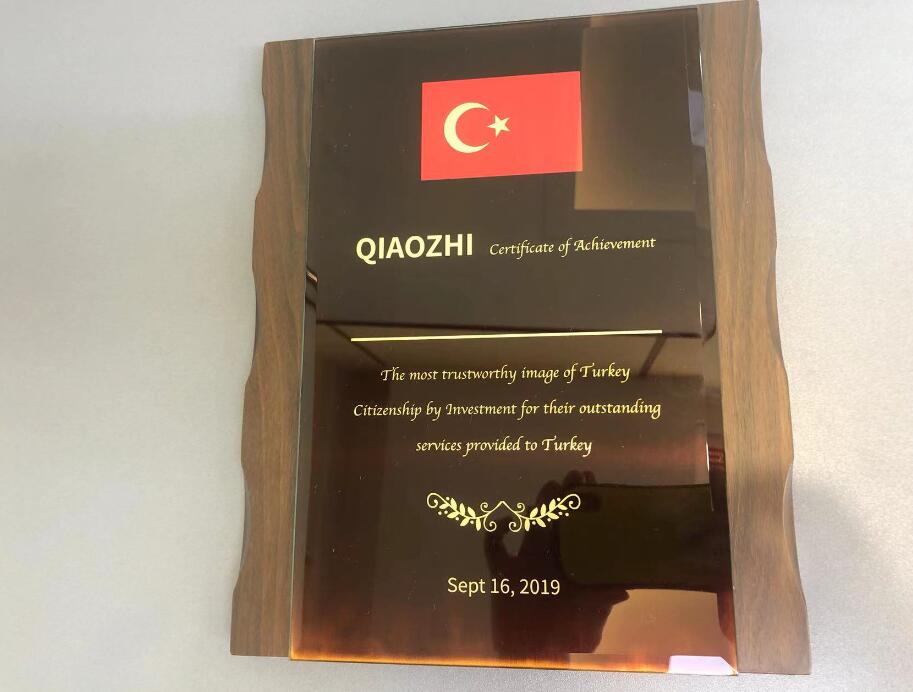 QIAOZHI Certificate of Achievement
The most trustworthy image of Turkey
Citizenship by Investment for their outstanding
services provided to Turkey
Sept 16, 2019